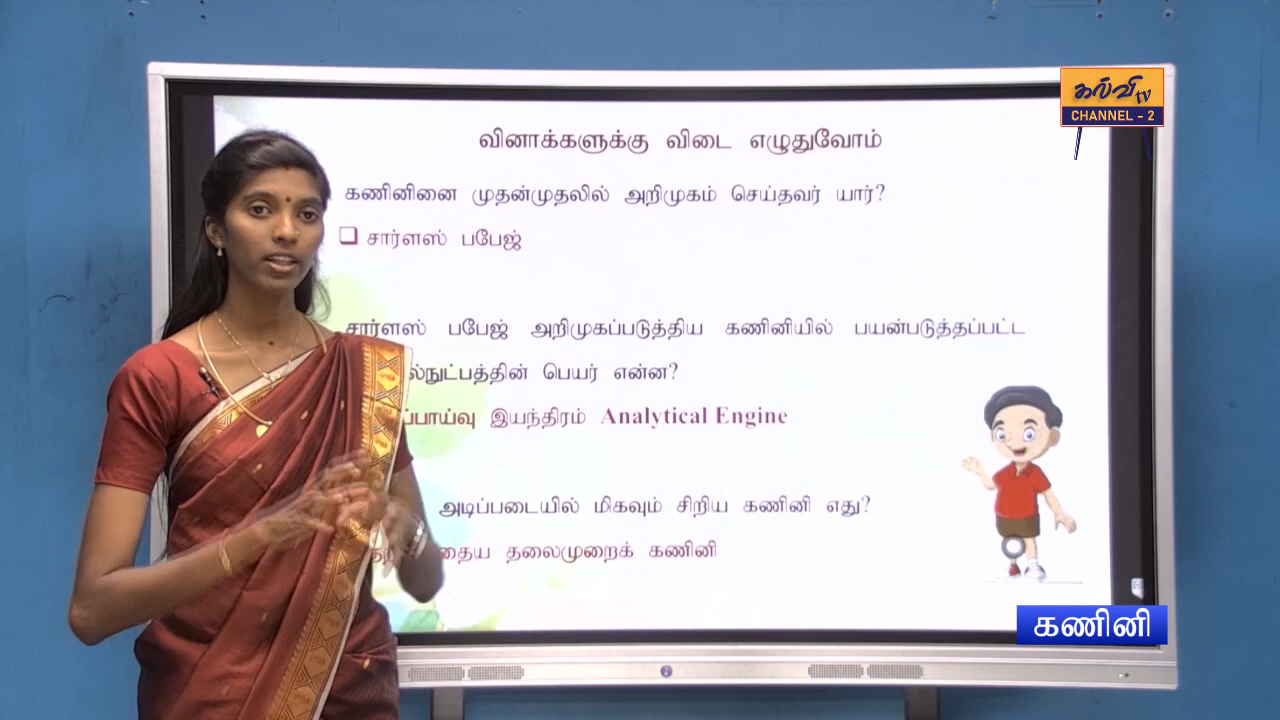 கல்வி TV
CHANNEL - 2
வினாக்களுக்கு விடை எழுதுவோம்
கணினினை முதன்முதலில் அறிமுகம் செய்தவர் யார்?
சார்ளஸ் பபேஜ்
சார்ளஸ் பபேஜ் அறிமுகப்படுத்திய கணினியில் பயன்படுத்தப்பட்ட
பெயர் என்ன?
இயந்திரம் Analytical Engine
அடிப்படையில் மிகவும் சிறிய கணினி எது?
தலைமுறைக் கணினி
கணினி